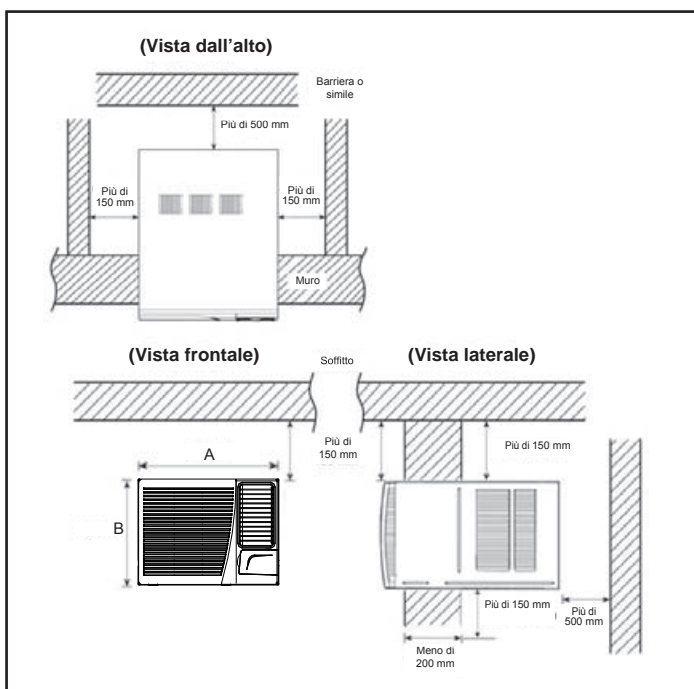 (Vista dall'alto)
Barriera o
simile
Più di 500 mm
Più di
150 mm
Più di
150 mm
Muro
(Vista frontale)
Soffitto
(Vista laterale)
A
Più di
150 mm
Più di 150 mm
B
Più di 150 mm
Più di
500 mm
Meno di
200 mm